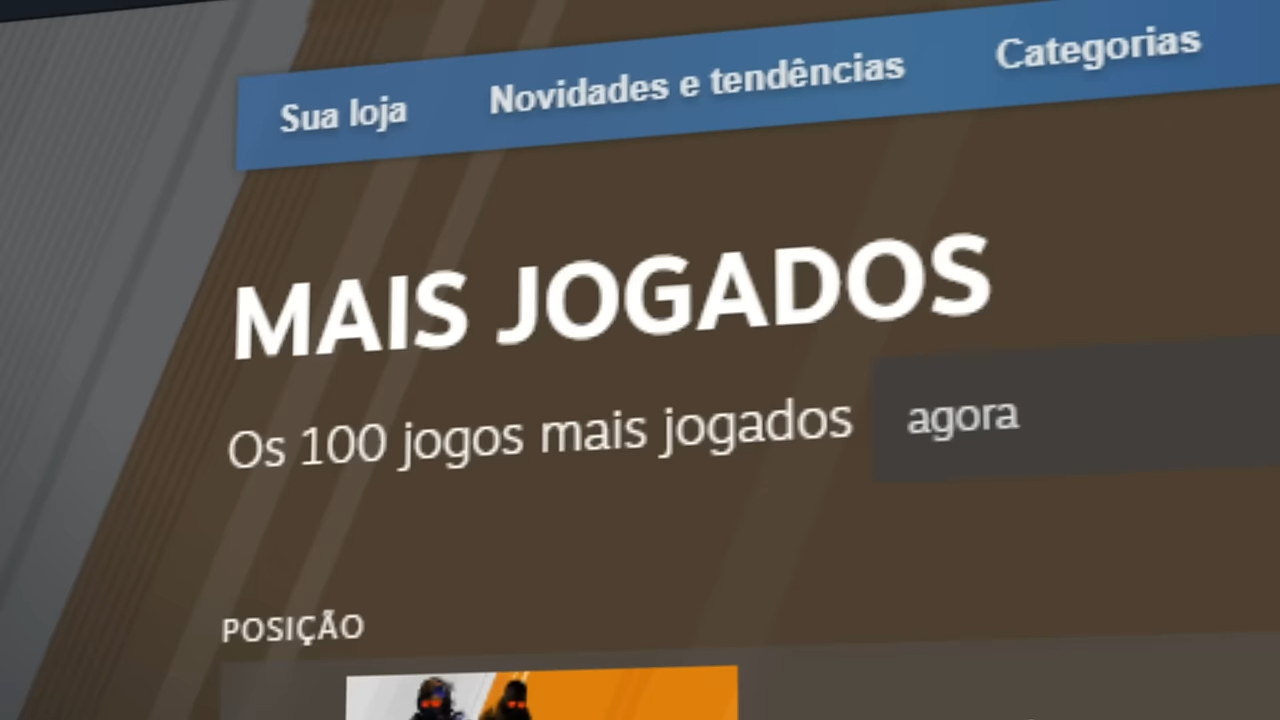 Sua loja Novidades e tendências Categorias
MAIS JOGADOS
Os 100 jogos mais jogados agora
POSIÇÃO